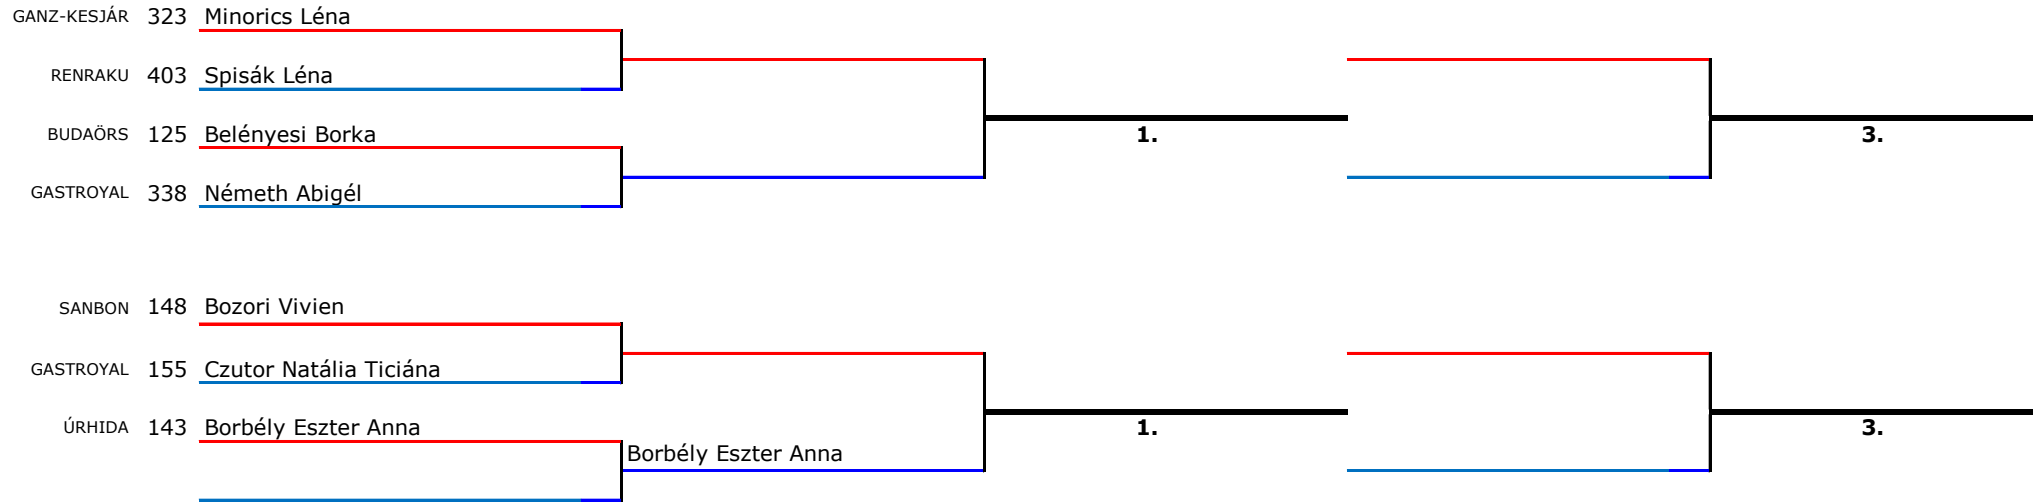 GANZ-KESJÁR 323 Minorics Léna
RENRAKU 403 Spisák Léna
BUDAÖRS 125 Belényesi Borka
1.
3.
GASTROYAL 338 Németh Abigél
SANBON 148 Bozori Vivien
GASTROYAL 155 Czutor Natália Ticiána
ÚRHIDA 143 Borbély Eszter Anna
1.
3.
Borbély Eszter Anna